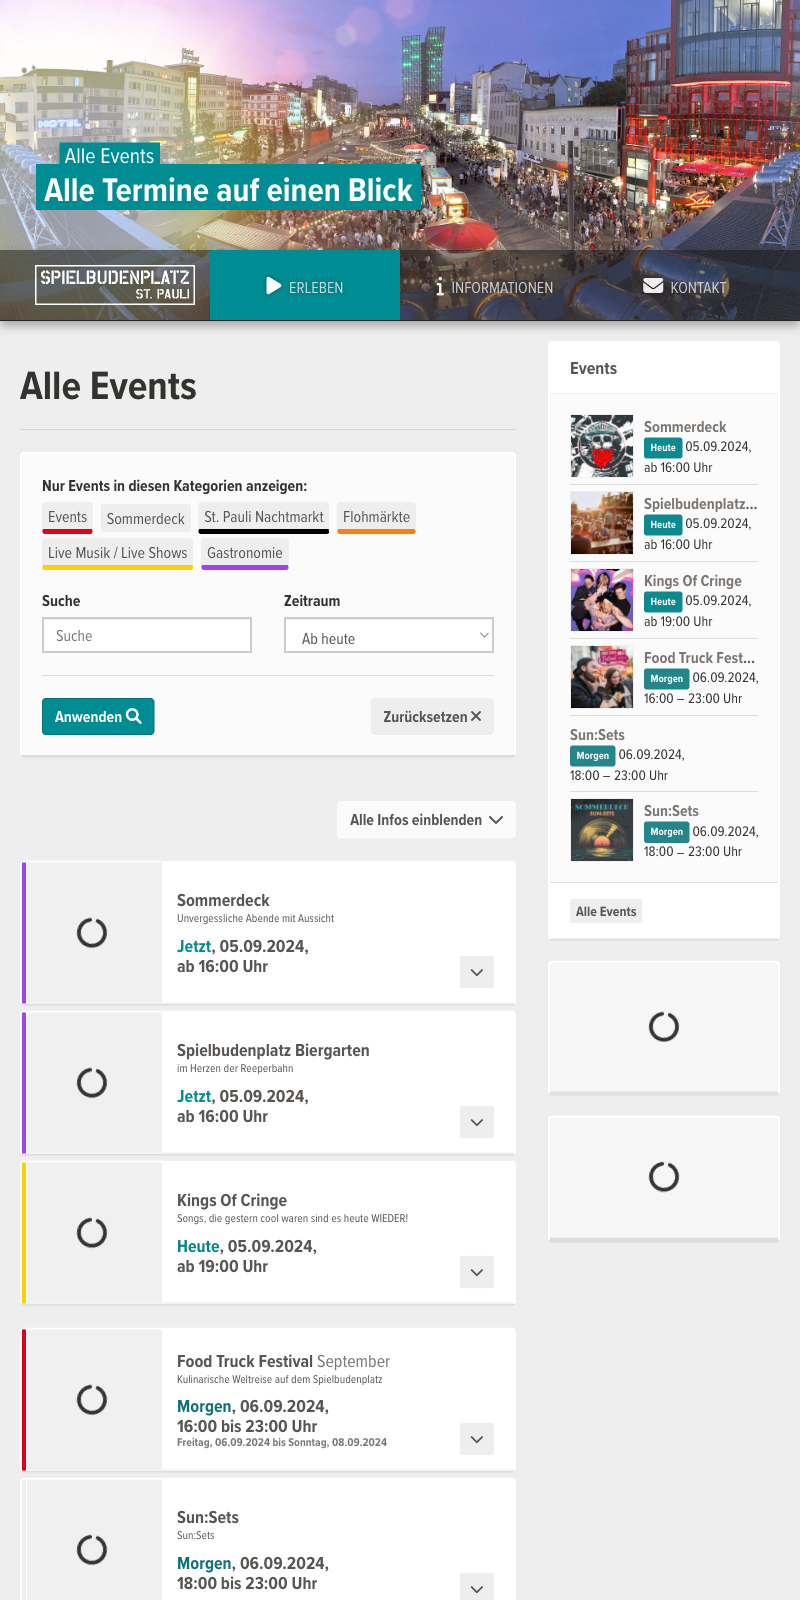 HOTEL
Alle Events
Alle Termine auf einen Blick
SPIELBUDENPLATZ
ST. PAULI
ERLEBEN
INFORMATIONEN
KONTAKT
Alle Events
Nur Events in diesen Kategorien anzeigen:
Events Sommerdeck St. Pauli Nachtmarkt Flohmärkte
Live Musik / Live Shows Gastronomie
Suche Zeitraum
Suche Ab heute
Anwenden Zurücksetzen
Alle Infos einblenden
Sommerdeck
Unvergessliche Abende mit Aussicht
Jetzt, 05.09.2024,
ab 16:00 Uhr
Spielbudenplatz Biergarten
im Herzen der Reeperbahn
Jetzt, 05.09.2024,
ab 16:00 Uhr
Kings Of Cringe
Songs, die gestern cool waren sind es heute WIEDER!
Heute, 05.09.2024,
ab 19:00 Uhr
Food Truck Festival September
Kulinarische Weltreise auf dem Spielbudenplatz
Morgen, 06.09.2024,
16:00 bis 23:00 Uhr
Freitag, 06.09.2024 bis Sonntag, 08.09.2024
Sun:Sets
Sun:Sets
Morgen, 06.09.2024,
18:00 bis 23:00 Uhr
Events
Sommerdeck
Heute 05.09.2024,
ab 16:00 Uhr
Spielbudenplatz...
Heute 05.09.2024,
ab 16:00 Uhr
Kings Of Cringe
Heute 05.09.2024,
ab 19:00 Uhr
Food Truck Fest...
Morgen 06.09.2024,
16:00 – 23:00 Uhr
Sun:Sets
Morgen 06.09.2024,
18:00 – 23:00 Uhr
SOMMERDECK
SUN:SETS
Sun:Sets
Morgen 06.09.2024,
18:00 – 23:00 Uhr
Alle Events